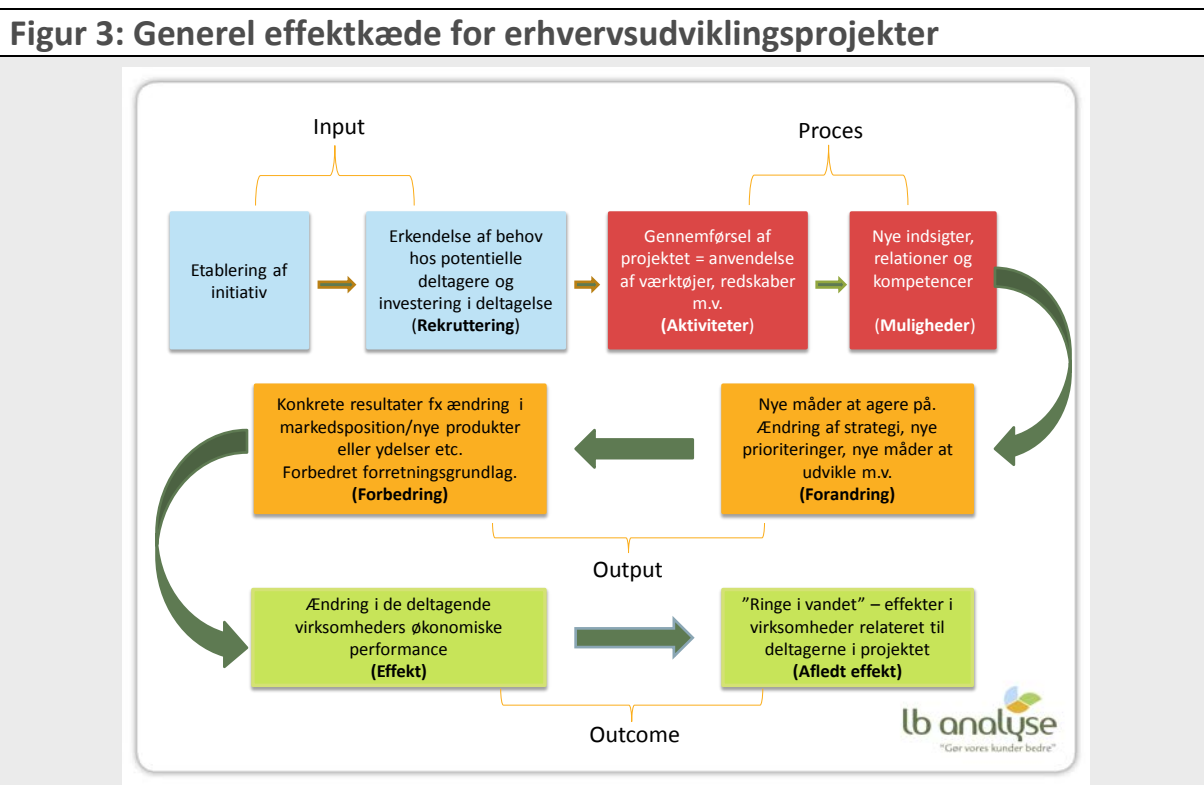 Figur 3: Generel effektkæde for erhvervsudviklingsprojekter
Input
Proces
Etablering af
initiativ
Erkendelse af behov
hos potentielle
deltagere og
investering i deltagelse
(Rekruttering)
Gennemførsel af
projektet = anvendelse
af værktøjer, redskaber
m.v.
(Aktiviteter)
Nye indsigter,
relationer og
kompetencer
(Muligheder)
Nye måder at agere på.
Ændring af strategi, nye
prioriteringer, nye måder at
udvikle m.v.
(Forandring)
Konkrete resultater fx ændring i
markedsposition/nye produkter
eller ydelser etc.
Forbedret forretningsgrundlag.
(Forbedring)
Output
Ændring i de deltagende
virksomheders økonomiske
performance
(Effekt)
”Ringe i vandet” – effekter i
virksomheder relateret til
deltagerne i projektet
(Afledt effekt)
Outcome
lb analyse
"Gør vores kunder bedre"